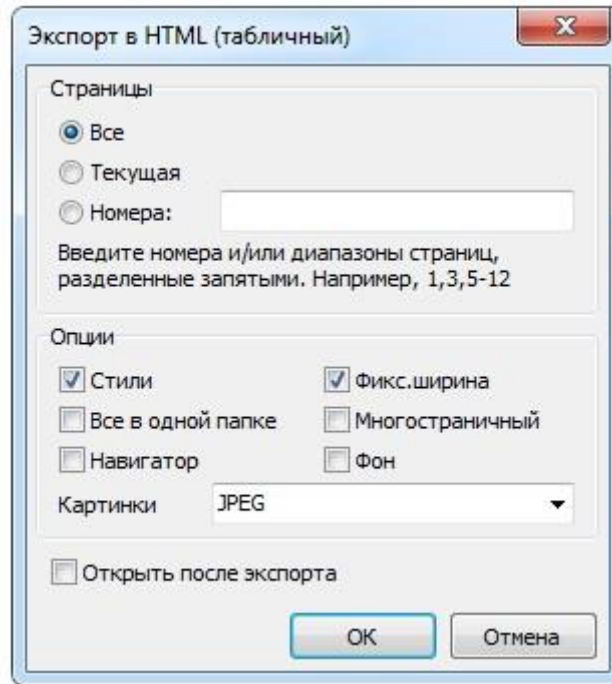 Экспорт в HTML (табличный)
Страницы
Все
Текущая
Номера:
Введите номера и/или диапазоны страниц,
разделенные запятыми. Например, 1,3,5-12
Опции
Стили
Фикс.ширина
Все в одной папке
Многостраничный
Навигатор
Фон
Картинки
JPEG
Открыть после экспорта
OK
Отмена